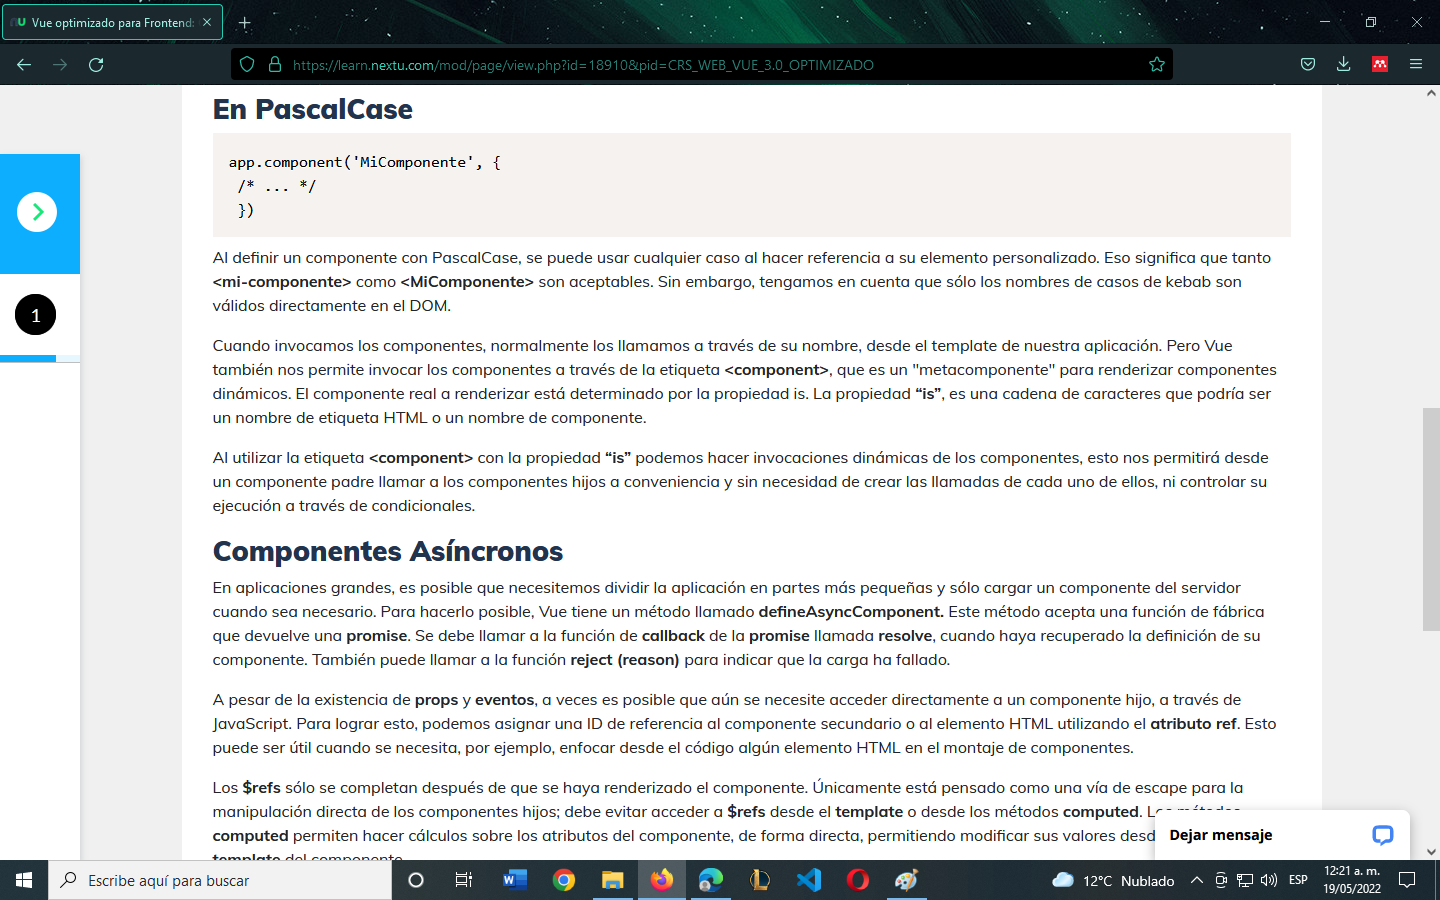 Vue optimizado para Frontend:
https://learn.nextu.com/mod/page/view.php?id=18910&pid=CRS_WEB_VUE_3.0_OPTIMIZADO
En PascalCase
app.component('MiComponente', {
/* ... */
})
Al definir un componente con PascalCase, se puede usar cualquier caso al hacer referencia a su elemento personalizado. Eso significa que tanto
<mi-componente> como <MiComponente> son aceptables. Sin embargo, tengamos en cuenta que sólo los nombres de casos de kebab son
válidos directamente en el DOM.
1
Cuando invocamos los componentes, normalmente los llamamos a través de su nombre, desde el template de nuestra aplicación. Pero Vue
también nos permite invocar los componentes a través de la etiqueta <component>, que es un "metacomponente" para renderizar componentes
dinámicos. El componente real a renderizar está determinado por la propiedad is. La propiedad “is”, es una cadena de caracteres que podría ser
un nombre de etiqueta HTML o un nombre de componente.
Al utilizar la etiqueta <component> con la propiedad “is” podemos hacer invocaciones dinámicas de los componentes, esto nos permitirá desde
un componente padre llamar a los componentes hijos a conveniencia y sin necesidad de crear las llamadas de cada uno de ellos, ni controlar su
ejecución a través de condicionales.
Componentes Asíncronos
En aplicaciones grandes, es posible que necesitemos dividir la aplicación en partes más pequeñas y sólo cargar un componente del servidor
cuando sea necesario. Para hacerlo posible, Vue tiene un método llamado defineAsyncComponent. Este método acepta una función de fábrica
que devuelve una promise. Se debe llamar a la función de callback de la promise llamada resolve, cuando haya recuperado la definición de su
componente. También puede llamar a la función reject (reason) para indicar que la carga ha fallado.
A pesar de la existencia de props y eventos, a veces es posible que aún se necesite acceder directamente a un componente hijo, a través de
JavaScript. Para lograr esto, podemos asignar una ID de referencia al componente secundario o al elemento HTML utilizando el atributo ref. Esto
puede ser útil cuando se necesita, por ejemplo, enfocar desde el código algún elemento HTML en el montaje de componentes.
Los $refs sólo se completan después de que se haya renderizado el componente. Únicamente está pensado como una vía de escape para la
manipulación directa de los componentes hijos; debe evitar acceder a $refs desde el template o desde los métodos computed. Los métodos
computed permiten hacer cálculos sobre los atributos del componente, de forma directa, permitiendo modificar sus valores desd
template del componente
Dejar mensaje
Escribe aquí para buscar
12°C Nublado
ESP
12:21 a. m.
19/05/2022